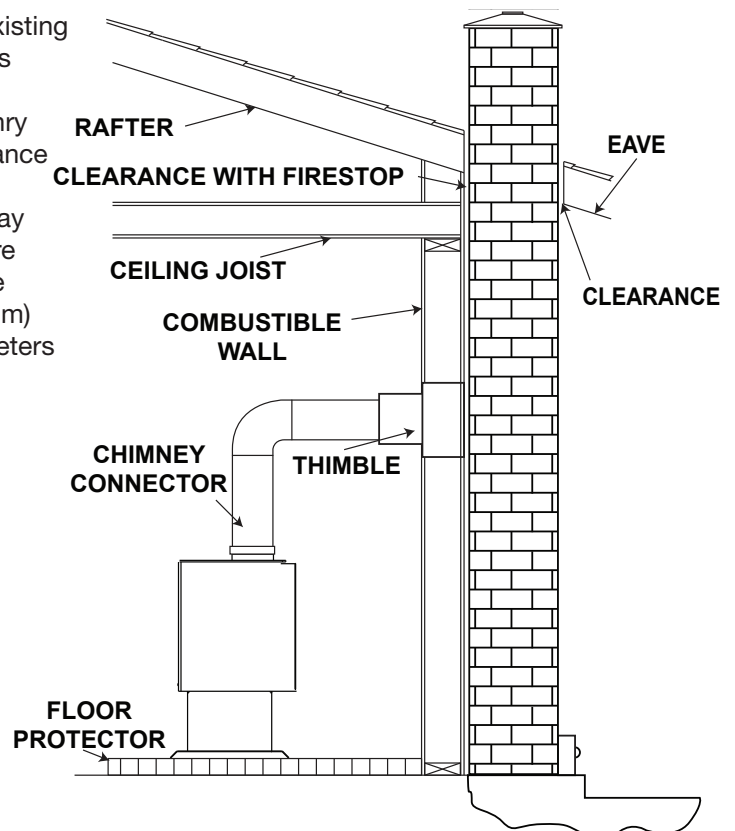 xisting
s
nry
ance
ay
re
e
m)
eters
RAFTER
EAVE
CLEARANCE WITH FIRESTOP
CEILING JOIST
CLEARANCE
COMBUSTIBLE
WALL
CHIMNEY
CONNECTOR
THIMBLE
FLOOR
PROTECTOR